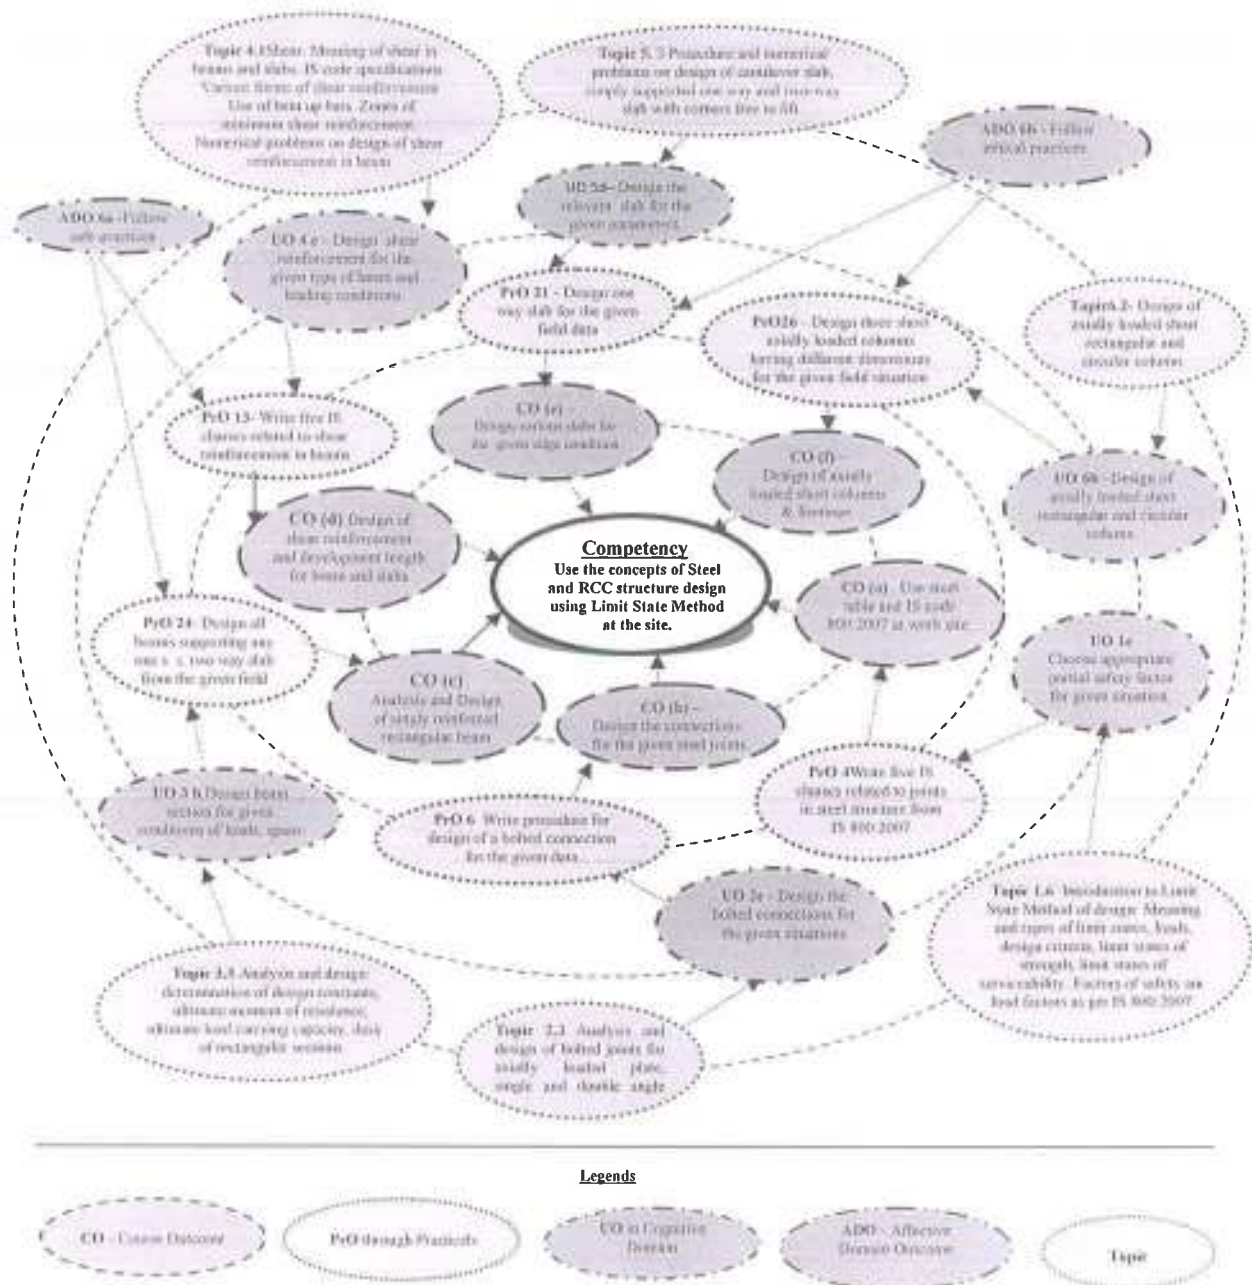 Topic 4.1Shear: Meaning of shear in
beams and slabs. IS code specifications
Various forms of shear reinforcement
Use of bent up bars. Zones of
minimum shear reinforcement
Numerical problems on design of shear
reinforcement in beam
Topic 5. 3 Procedure and numerical
problems on design of cantilever slab,
simply supported one way and two-way
slab with corners free to lift
ADO 6b - Follow
ethical practices
ADO 6a -Follow
safe practices
UO 4.e - Design shear
reinforcement for the
given type of beam and
loading conditions
UO 5d- Design the
relevant slab for the
given parameters
PrO 21 - Design one
way slab for the given
field data
PrO26 - Design three short
axially loaded columns
having different dimensions
for the given field situation
Topic6.2- Design of
axially loaded short
rectangular and
circular column
PrO 13- Write five IS
clauses related to shear
reinforcement in beams
CO (e)
Design various slabs for
the given edge condition
CO (f) -
Design of axially
loaded short columns
& footings
UO 6b - Design of
axially loaded short
rectangular and circular
column
CO (d) Design of
shear reinforcement
and development length
for beam and slabs
Competency
Use the concepts of Steel
and RCC structure design
using Limit State Method
at the site.
CO (a) - Use steel
table and IS code
800:2007 at work site
PrO 24- Design all
beams supporting any
one s. s. two way slab
from the given field
UO 1e
Choose appropriate
partial safety factor
for given situation
CO (c)
Analysis and Design
of singly reinforced
rectangular beam
CO (b) -
Design the connections
for the given steel joints
UO 3 b Design beam
section for given
conditions of loads, span
PrO 6 Write procedure for
design of a bolted connection
for the given data
PrO 4Write five IS
clauses related to joints
in steel structure from
IS 800:2007
UO 2e - Design the
bolted connections for
the given situations
Topic 1.6 Introduction to Limit
State Method of design: Meaning
and types of limit states, loads,
design criteria, limit states of
strength, limit states of
serviceability. Factors of safety
load factors as per IS 800:2007
Topic 3.5 Analysis and design:
determination of design constants,
ultimate moment of resistance,
ultimate load carrying capacity,
of rectangular section
Analysis and
design of bolted joints for
axially loaded plate,
single and double angle
Legends
CO - Course Outcome
PrO through Practicals
UO in Cognitive
Domain
ADO - Affective
Domain Outcome
Topic